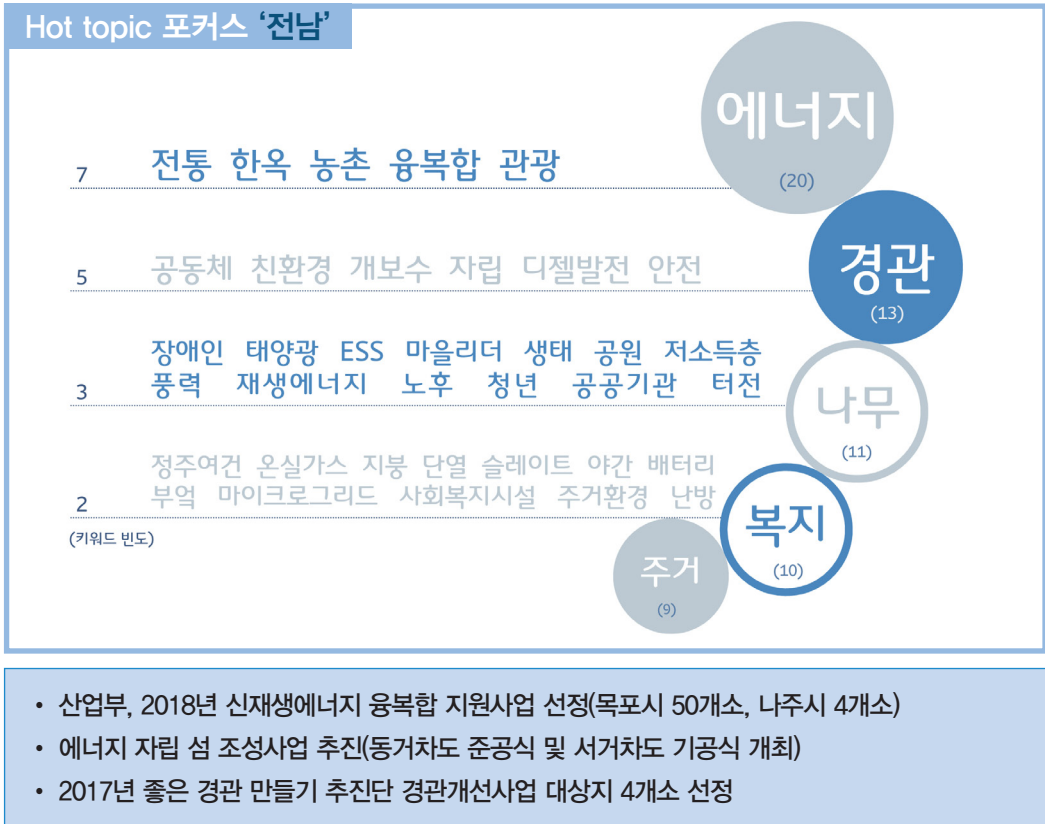 Hot topic 포커스 ‘전남’
에너지
(20)
7 전통 한옥 농촌 융복합 관광
경관
(13)
5 공동체 친환경 개보수 자립 디젤발전 안전
장애인 태양광 ESS 마을리더 생태 공원 저소득층
3 풍력 재생에너지 노후 청년 공공기관 터전
나무
(11)
정주여건 온실가스 지붕 단열 슬레이트 야간 배터리
2 부엌 마이크로그리드 사회복지시설 주거환경 난방
(키워드 빈도)
복지
(10)
주거
(9)
• 산업부, 2018년 신재생에너지 융복합 지원사업 선정(목포시 50개소, 나주시 4개소)
• 에너지 자립 섬 조성사업 추진(동거차도 준공식 및 서거차도 기공식 개최)
• 2017년 좋은 경관 만들기 추진단 경관개선사업 대상지 4개소 선정